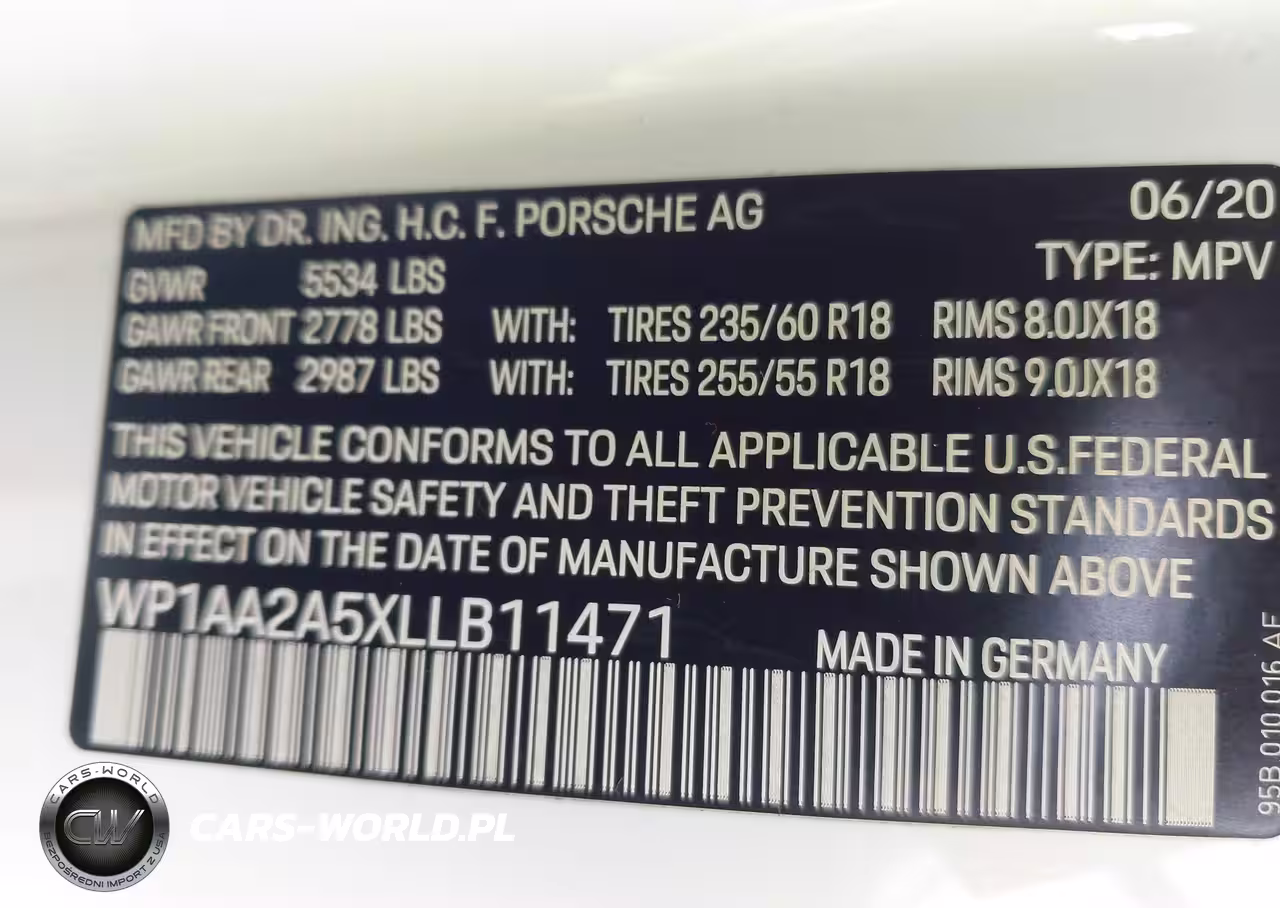 MFD BY DR. ING. H.C. F. PORSCHE AG 06/20
TYPE: MPV
GVWR 5534 LBS
GAWR FRONT 2778 LBS WITH: TIRES 235/60 R18 RIMS 8.0JX18
GAWR REAR 2987 LBS WITH: TIRES 255/55 R18 RIMS 9.0JX18
THIS VEHICLE CONFORMS TO ALL APPLICABLE U.S.FEDERAL
MOTOR VEHICLE SAFETY AND THEFT PREVENTION STANDARDS
IN EFFECT ON THE DATE OF MANUFACTURE SHOWN ABOVE
WP1AA2A5XLLB11471
MADE IN GERMANY
95B.010.016.AF
CARS-WORLD
CW
BEZPOŚREDNI IMPORT Z USA
CARS-WORLD.PL